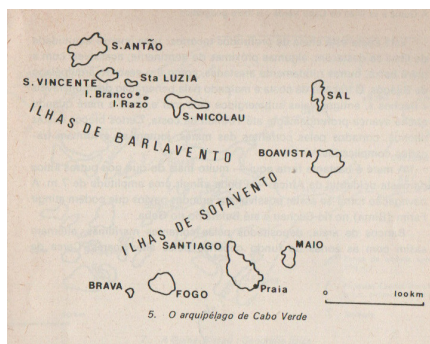 S. ANTÃO
S. VINCENTE
Sta LUZIA
I. Branco
I. Razo
S. NICOLAU
SAL
ILHAS DE BARLAVENTO
BOAVISTA
ILHAS DE SOTAVENTO
SANTIAGO
MAIO
BRAVA
FOGO
Praia
0 100km
5. O arquipélago de Cabo Verde